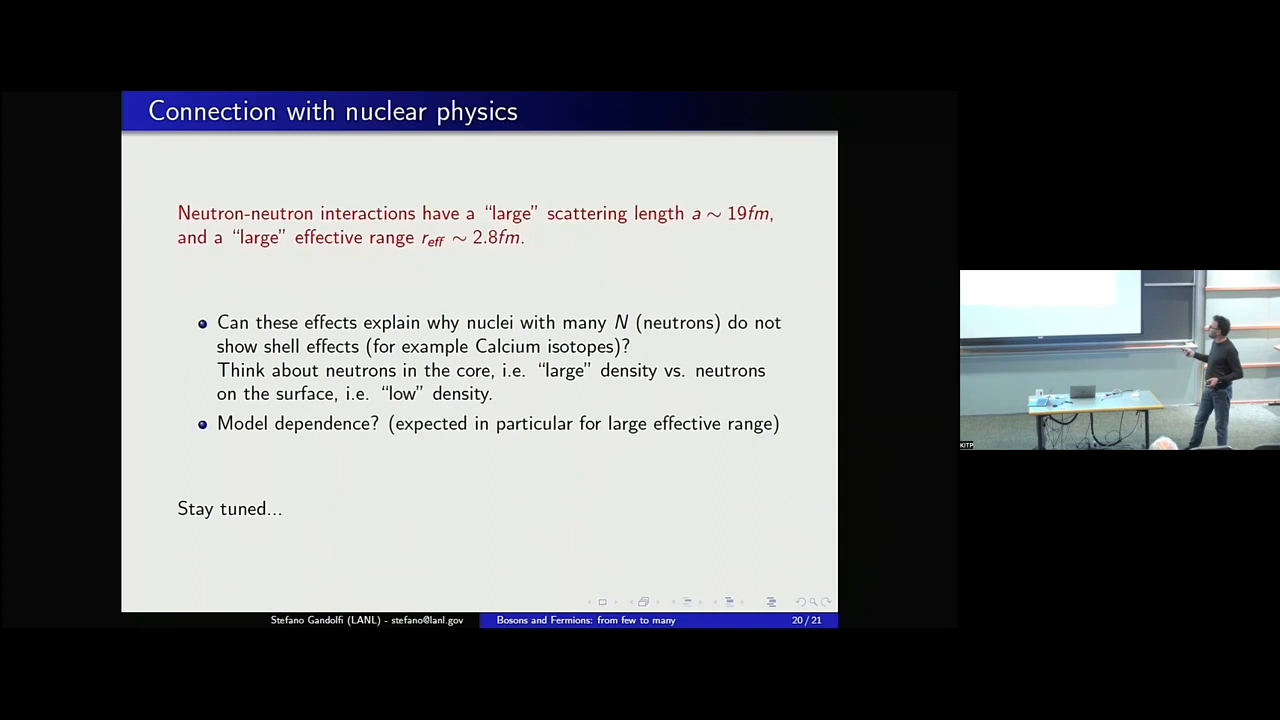 Connection with nuclear physics
Neutron-neutron interactions have a “large” scattering length a ∼ 19fm,
and a “large” effective range reff ∼ 2.8fm.
Can these effects explain why nuclei with many N (neutrons) do not
show shell effects (for example Calcium isotopes)?
Think about neutrons in the core, i.e. “large” density vs. neutrons
on the surface, i.e. “low” density.
Model dependence? (expected in particular for large effective range)
Stay tuned...
Stefano Gandolfi (LANL) - stefano@lanl.gov
Bosons and Fermions: from few to many
20 / 21
KITP